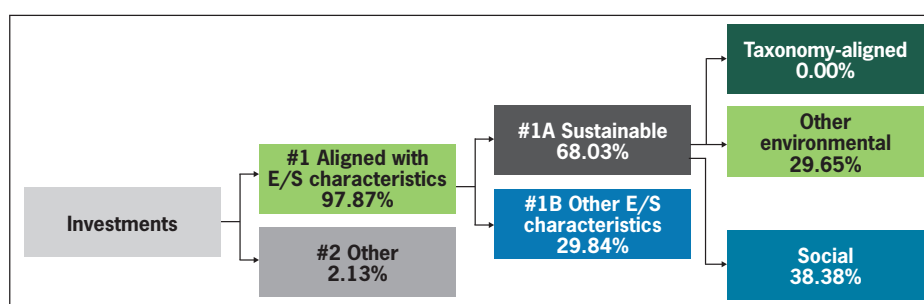 Investments
#1 Aligned with
E/S characteristics
97.87%
#2 Other
2.13%
#1A Sustainable
68.03%
#1B Other E/S
characteristics
29.84%
Taxonomy-aligned
0.00%
Other
environmental
29.65%
Social
38.38%